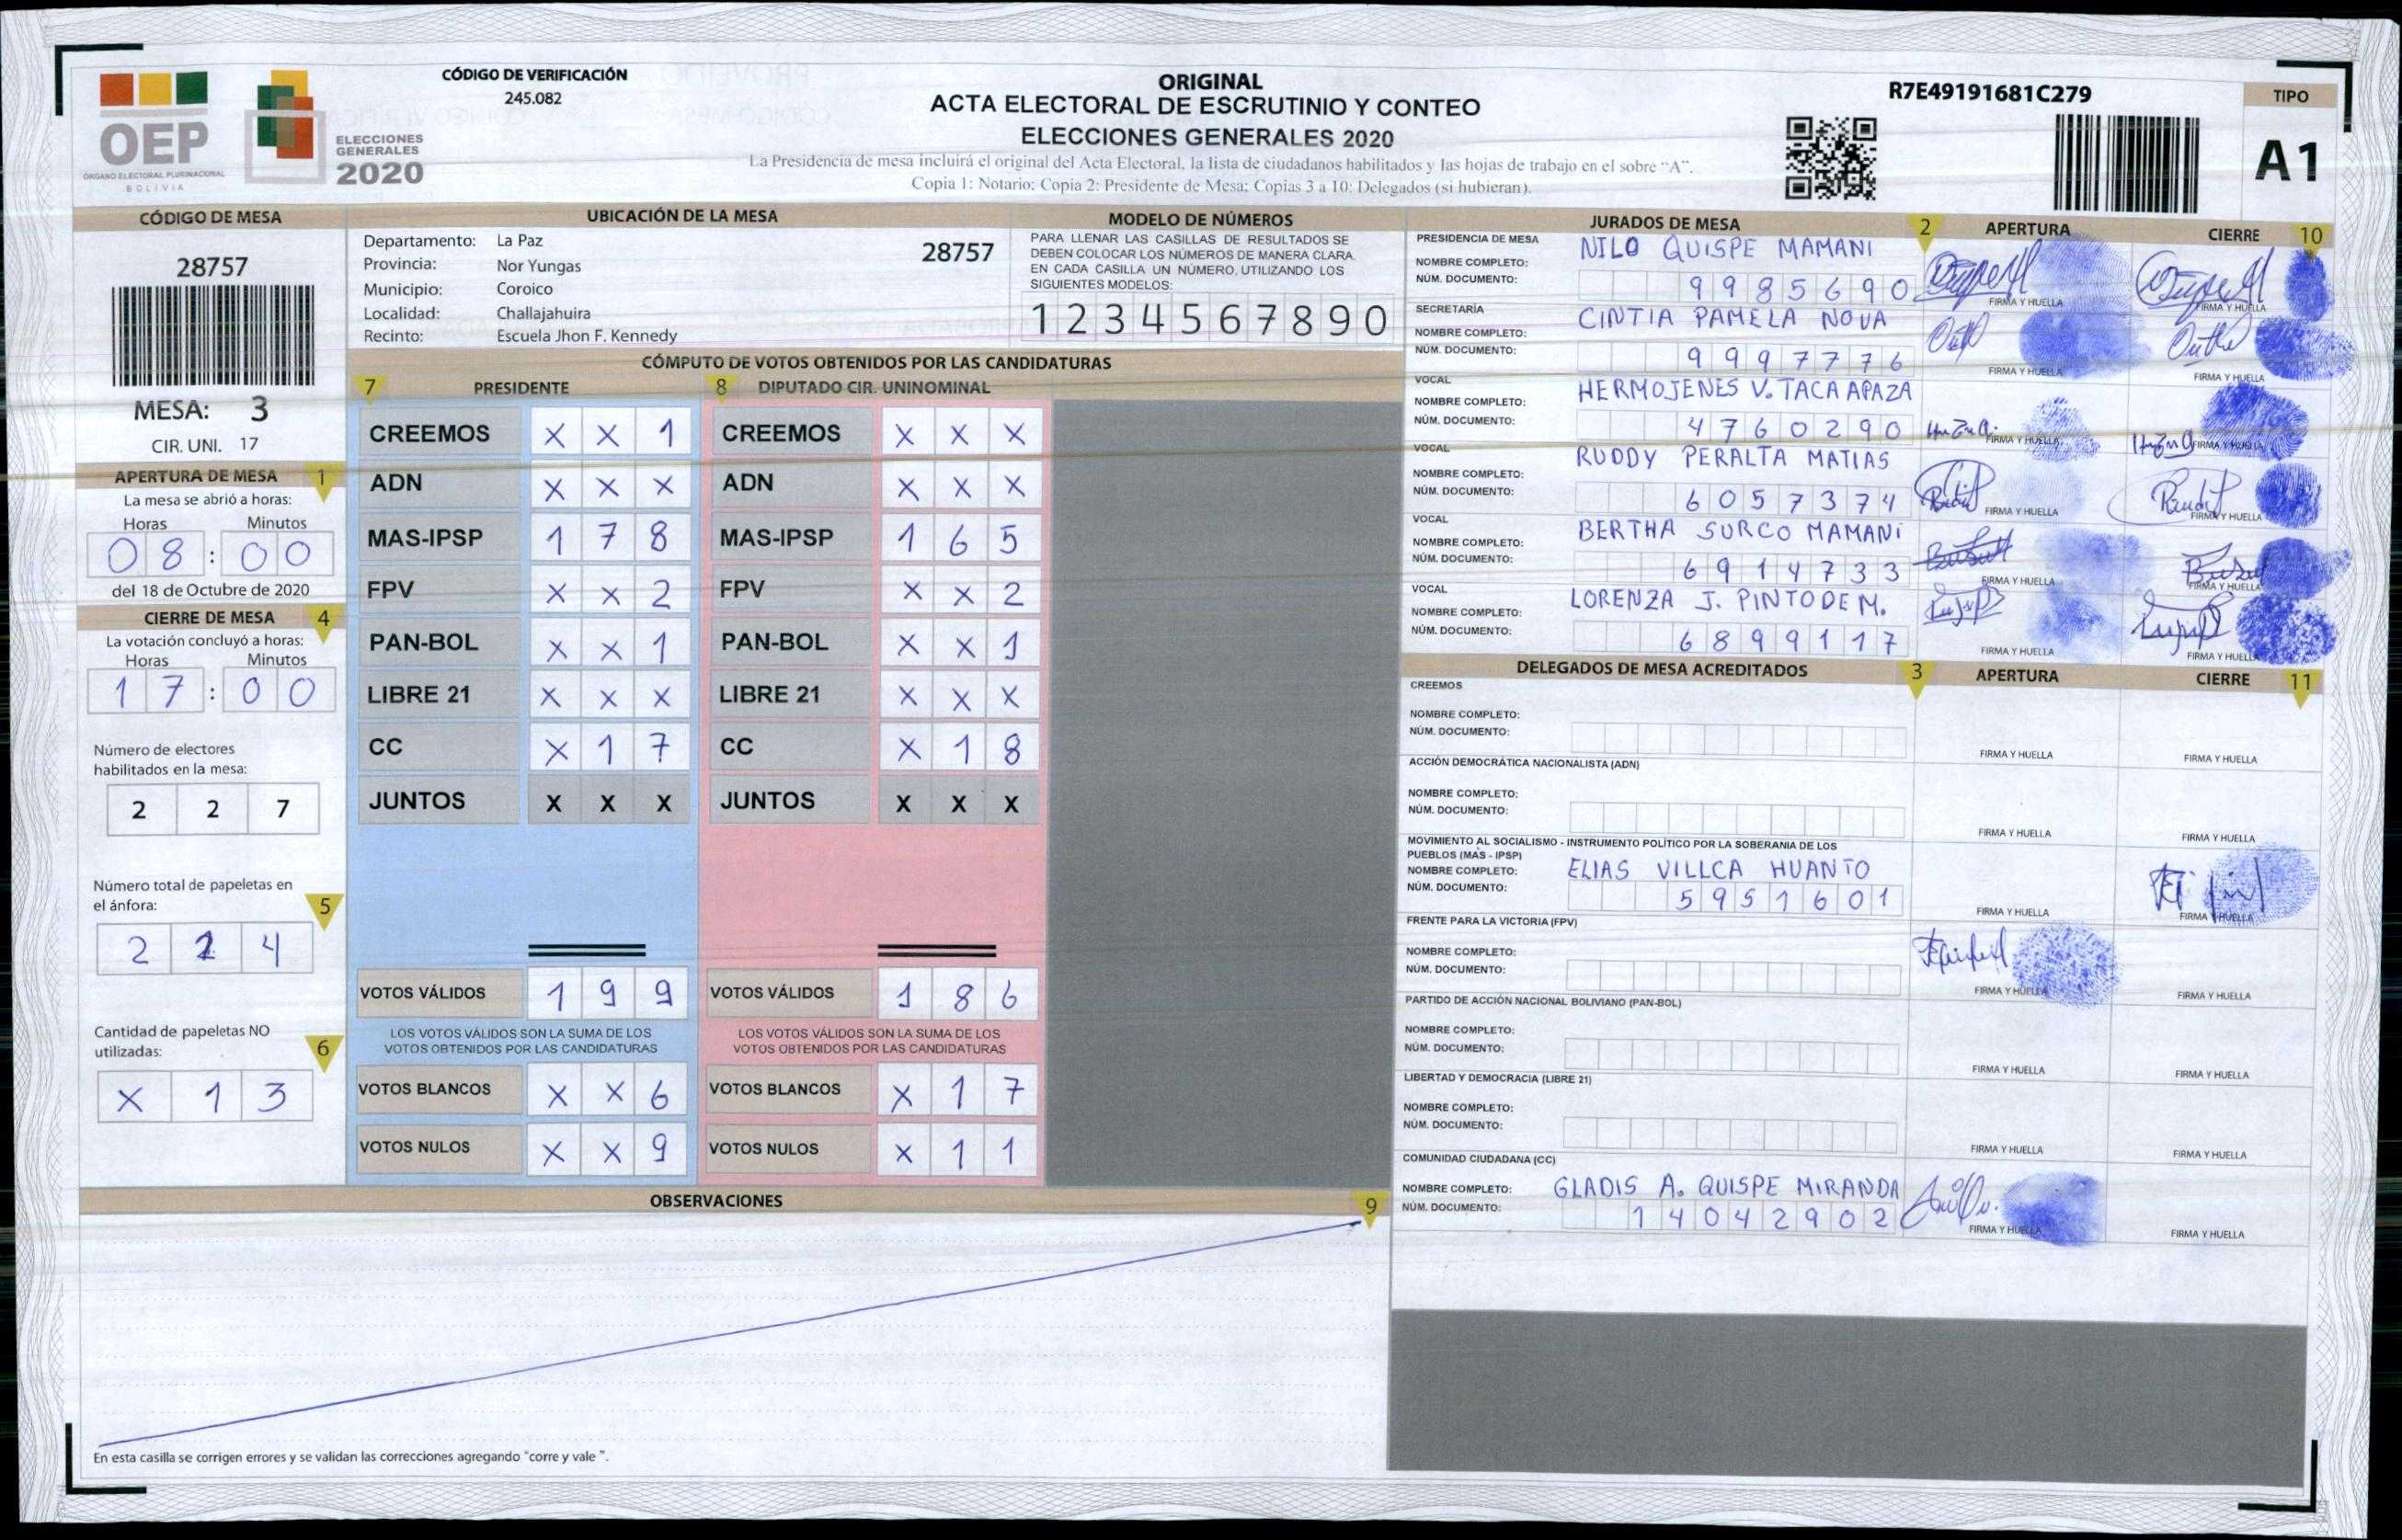 OEP
ÓRGANO ELECTORAL PLURINACIONAL
BOLIVIA
ELECCIONES
GENERALES
2020
CÓDIGO DE VERIFICACIÓN
245.082
ORIGINAL
ACTA ELECTORAL DE ESCRUTINIO Y CONTEO
ELECCIONES GENERALES 2020
La Presidencia de mesa incluirá el original del Acta Electoral, la lista de ciudadanos habilitados y las hojas de trabajo en el sobre "A".
Copia 1: Notario; Copia 2: Presidente de Mesa; Copias 3 a 10: Delegados (si hubieran).
R7E49191681C279
TIPO
A1
CÓDIGO DE MESA
28757
MESA: 3
CIR. UNI. 17
APERTURA DE MESA 1
La mesa se abrió a horas:
Horas Minutos
08:00
del 18 de Octubre de 2020
CIERRE DE MESA 4
La votación concluyó a horas:
Horas Minutos
17:00
Número de electores
habilitados en la mesa:
2 2 7
Número total de papeletas en
el ánfora: 5
2 4
Cantidad de papeletas NO
utilizadas: 6
X 1 3
UBICACIÓN DE LA MESA
Departamento: La Paz
28757
Provincia: Nor Yungas
Municipio: Coroico
Localidad: Challajahuira
Recinto: Escuela Jhon F. Kennedy
MODELO DE NÚMEROS
PARA LLENAR LAS CASILLAS DE RESULTADOS SE
DEBEN COLOCAR LOS NÚMEROS DE MANERA CLARA.
EN CADA CASILLA UN NÚMERO, UTILIZANDO LOS
SIGUIENTES MODELOS:
1 2 3 4 5 6 7 8 9 0
CÓMPUTO DE VOTOS OBTENIDOS POR LAS CANDIDATURAS
7 PRESIDENTE 8 DIPUTADO CIR. UNINOMINAL
CREEMOS X X 1 CREEMOS X X X
ADN X X X ADN X X X
MAS-IPSP 1 7 8 MAS-IPSP 1 6 5
FPV X X 2 FPV X X 2
PAN-BOL X X 1 PAN-BOL X X 1
LIBRE 21 X X X LIBRE 21 X X X
CC X 1 7 CC X 1 8
JUNTOS X X X JUNTOS X X X
VOTOS VÁLIDOS 1 9 9 VOTOS VÁLIDOS 1 8 6
LOS VOTOS VÁLIDOS SON LA SUMA DE LOS LOS VOTOS VÁLIDOS SON LA SUMA DE LOS
VOTOS OBTENIDOS POR LAS CANDIDATURAS VOTOS OBTENIDOS POR LAS CANDIDATURAS
VOTOS BLANCOS X X 6 VOTOS BLANCOS X 1 7
VOTOS NULOS X X 9 VOTOS NULOS X 1 1
OBSERVACIONES 9
En esta casilla se corrigen errores y se validan las correcciones agregando "corre y vale ".
JURADOS DE MESA 2 APERTURA CIERRE 10
PRESIDENCIA DE MESA
NOMBRE COMPLETO: NILO QUISPE MAMANI
NÚM. DOCUMENTO: 9985690
FIRMA Y HUELLA FIRMA Y HUELLA
SECRETARÍA
NOMBRE COMPLETO: CINTIA PAMELA NOVA
NÚM. DOCUMENTO: 9997776
FIRMA Y HUELLA FIRMA Y HUELLA
VOCAL
NOMBRE COMPLETO: HERMOJENES V. TACA APAZA
NÚM. DOCUMENTO: 4760290
FIRMA Y HUELLA FIRMA Y HUELLA
VOCAL
NOMBRE COMPLETO: RUDDY PERALTA MATIAS
NÚM. DOCUMENTO: 6057374
FIRMA Y HUELLA FIRMA Y HUELLA
VOCAL
NOMBRE COMPLETO: BERTHA SURCO MAMANI
NÚM. DOCUMENTO: 6914733
FIRMA Y HUELLA FIRMA Y HUELLA
VOCAL
NOMBRE COMPLETO: LORENZA J. PINTO DE M.
NÚM. DOCUMENTO: 6899117
FIRMA Y HUELLA FIRMA Y HUELLA
DELEGADOS DE MESA ACREDITADOS 3 APERTURA CIERRE 11
CREEMOS
NOMBRE COMPLETO:
NÚM. DOCUMENTO:
FIRMA Y HUELLA FIRMA Y HUELLA
ACCIÓN DEMOCRÁTICA NACIONALISTA (ADN)
NOMBRE COMPLETO:
NÚM. DOCUMENTO:
FIRMA Y HUELLA FIRMA Y HUELLA
MOVIMIENTO AL SOCIALISMO - INSTRUMENTO POLÍTICO POR LA SOBERANIA DE LOS
PUEBLOS (MAS - IPSP)
NOMBRE COMPLETO: ELIAS VILLCA HUANTO
NÚM. DOCUMENTO: 5951601
FIRMA Y HUELLA FIRMA Y HUELLA
FRENTE PARA LA VICTORIA (FPV)
NOMBRE COMPLETO:
NÚM. DOCUMENTO:
FIRMA Y HUELLA FIRMA Y HUELLA
PARTIDO DE ACCIÓN NACIONAL BOLIVIANO (PAN-BOL)
NOMBRE COMPLETO:
NÚM. DOCUMENTO:
FIRMA Y HUELLA FIRMA Y HUELLA
LIBERTAD Y DEMOCRACIA (LIBRE 21)
NOMBRE COMPLETO:
NÚM. DOCUMENTO:
FIRMA Y HUELLA FIRMA Y HUELLA
COMUNIDAD CIUDADANA (CC)
NOMBRE COMPLETO: GLADIS A. QUISPE MIRANDA
NÚM. DOCUMENTO: 14042902
FIRMA Y HUELLA FIRMA Y HUELLA